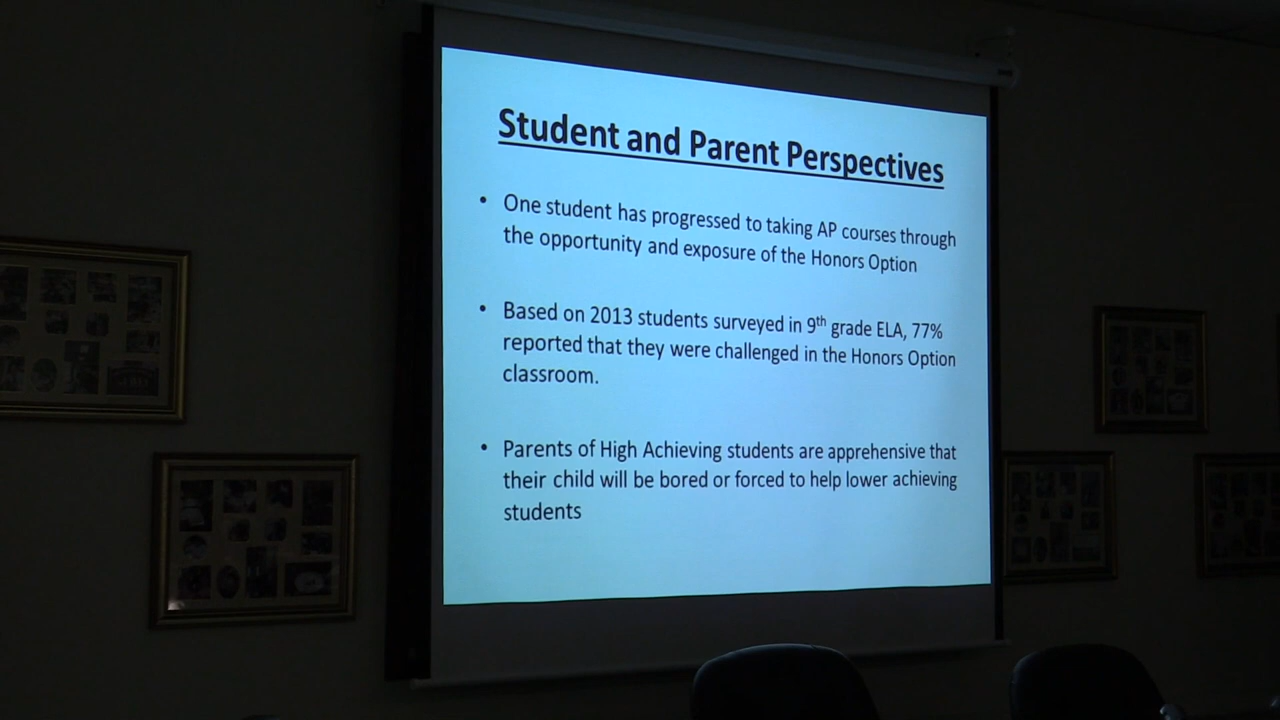 Student and Parent Perspectives
• One student has progressed to taking AP courses through
the opportunity and exposure of the Honors Option
• Based on 2013 students surveyed in 9th grade ELA, 77%
reported that they were challenged in the Honors Option
classroom.
• Parents of High Achieving students are apprehensive that
their child will be bored or forced to help lower achieving
students